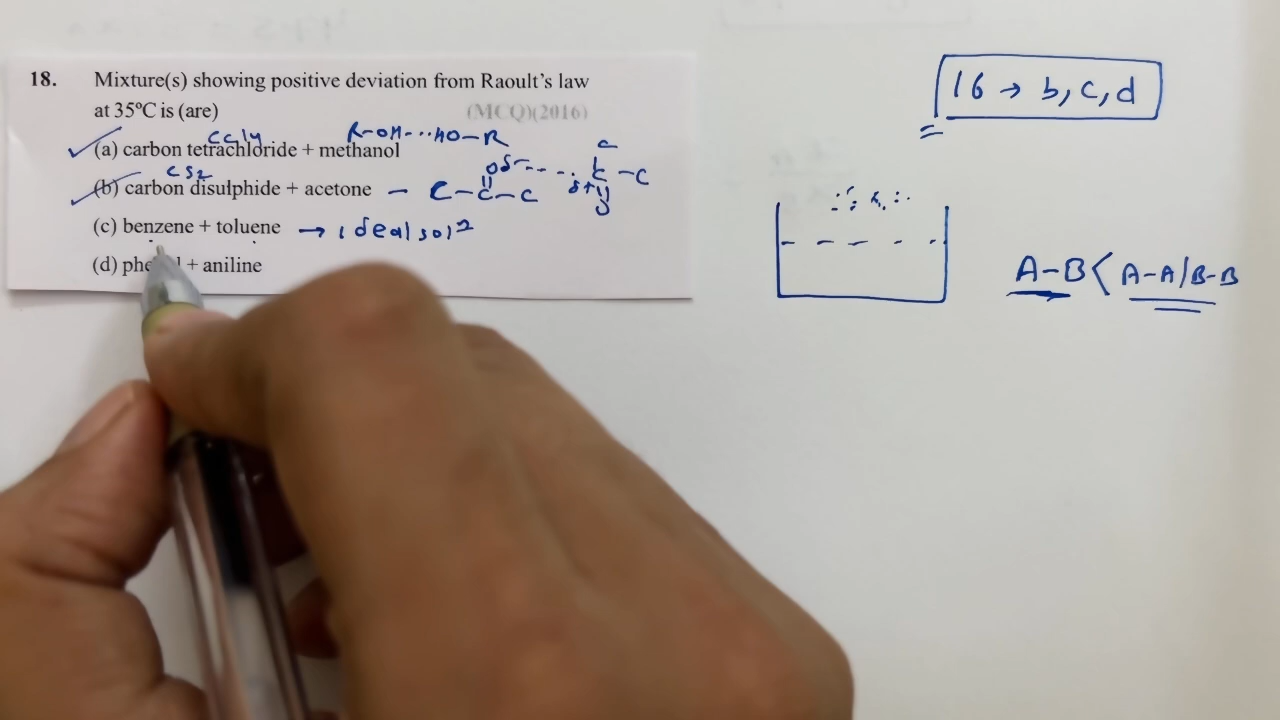 18. Mixture(s) showing positive deviation from Raoult's law
at 35ºC is (are) (MCQ)(2016)
CCl4 R-OH---HO-R
(a) carbon tetrachloride + methanol
CS2
(b) carbon disulphide + acetone - C-C-C
O δ- ---- δ+ C -C
(c) benzene + toluene → ideal solⁿ
(d) + aniline
16 → b, c, d
A-B < A-A/B-B